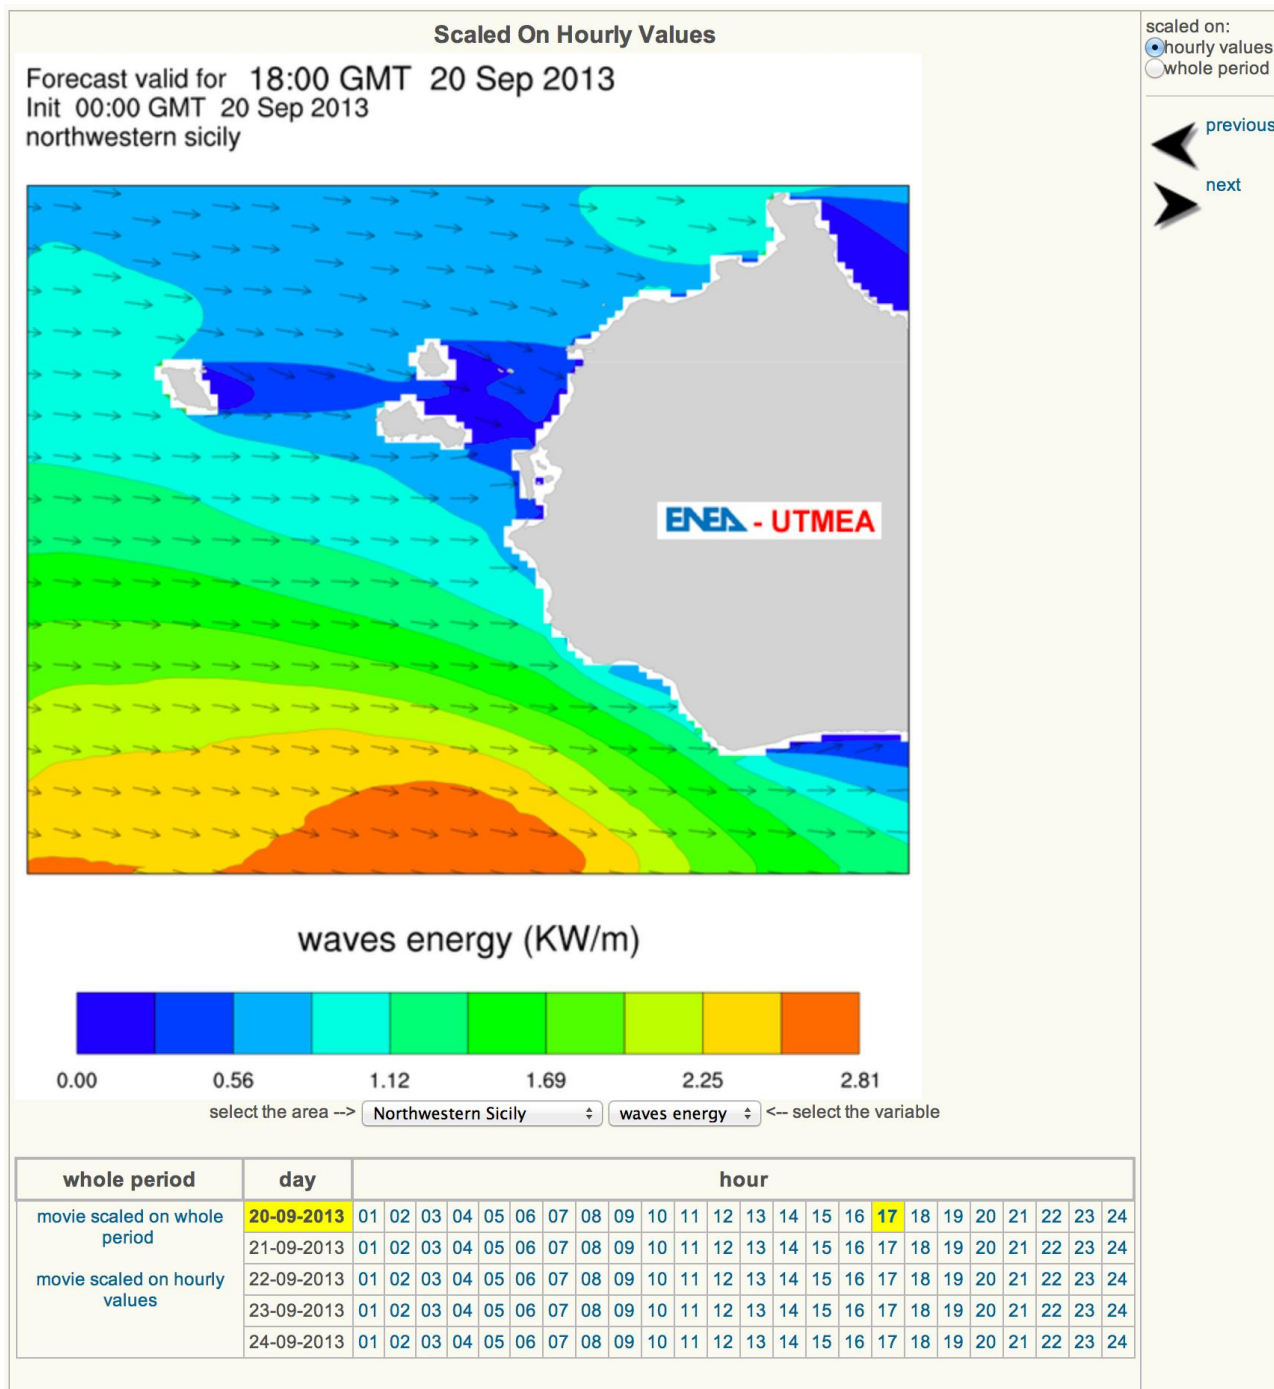 Scaled On Hourly Values
Forecast valid for 18:00 GMT 20 Sep 2013
Init 00:00 GMT 20 Sep 2013
northwestern sicily
ENEA - UTMEA
waves energy (KW/m)
0.00 0.56 1.12 1.69 2.25 2.81
select the area --> Northwestern Sicily waves energy <-- select the variable
scaled on:
hourly values
whole period
previous
next
whole period day hour
movie scaled on whole
period
movie scaled on hourly
values
20-09-2013 01 02 03 04 05 06 07 08 09 10 11 12 13 14 15 16 17 18 19 20 21 22 23 24
21-09-2013 01 02 03 04 05 06 07 08 09 10 11 12 13 14 15 16 17 18 19 20 21 22 23 24
22-09-2013 01 02 03 04 05 06 07 08 09 10 11 12 13 14 15 16 17 18 19 20 21 22 23 24
23-09-2013 01 02 03 04 05 06 07 08 09 10 11 12 13 14 15 16 17 18 19 20 21 22 23 24
24-09-2013 01 02 03 04 05 06 07 08 09 10 11 12 13 14 15 16 17 18 19 20 21 22 23 24